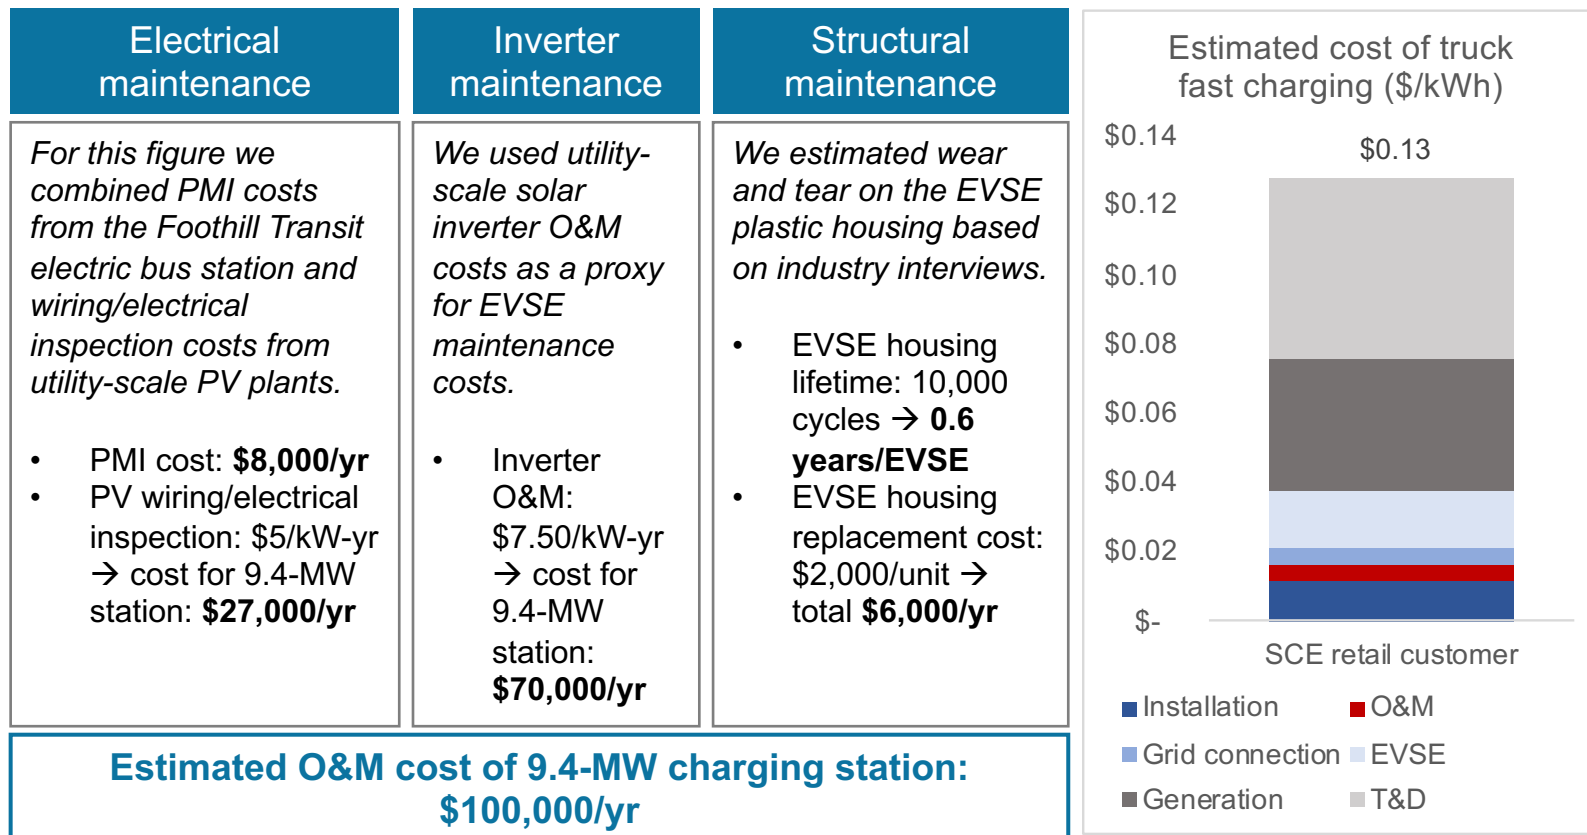 Electrical
maintenance
For this figure we
combined PMI costs
from the Foothill Transit
electric bus station and
wiring/electrical
inspection costs from
utility-scale PV plants.
• PMI cost: $8,000/yr
• PV wiring/electrical
inspection: $5/kW-yr
→ cost for 9.4-MW
station: $27,000/yr
Inverter
maintenance
We used utility-
scale solar
inverter O&M
costs as a proxy
for EVSE
maintenance
costs.
• Inverter
O&M:
$7.50/kW-yr
→ cost for
9.4-MW
station:
$70,000/yr
Structural
maintenance
We estimated wear
and tear on the EVSE
plastic housing based
on industry interviews.
• EVSE housing
lifetime: 10,000
cycles → 0.6
years/EVSE
• EVSE housing
replacement cost:
$2,000/unit →
total $6,000/yr
Estimated O&M cost of 9.4-MW charging station:
$100,000/yr
Estimated cost of truck
fast charging ($/kWh)
$0.14
$0.13
$0.12
$0.10
$0.08
$0.06
$0.04
$0.02
$-
SCE retail customer
Installation O&M
Grid connection EVSE
Generation T&D